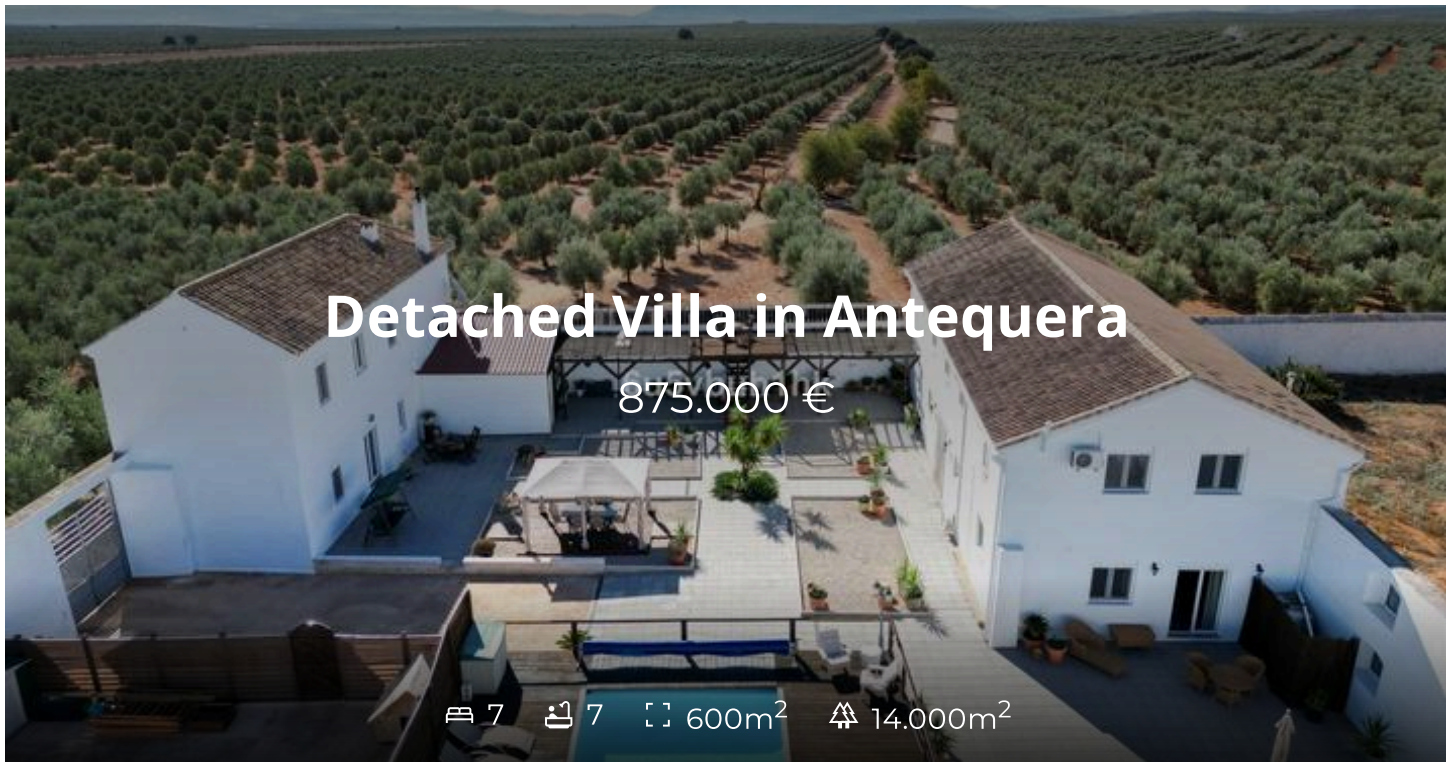 Detached Villa in Antequera
875.000 €
7 7 600m² 14.000m²